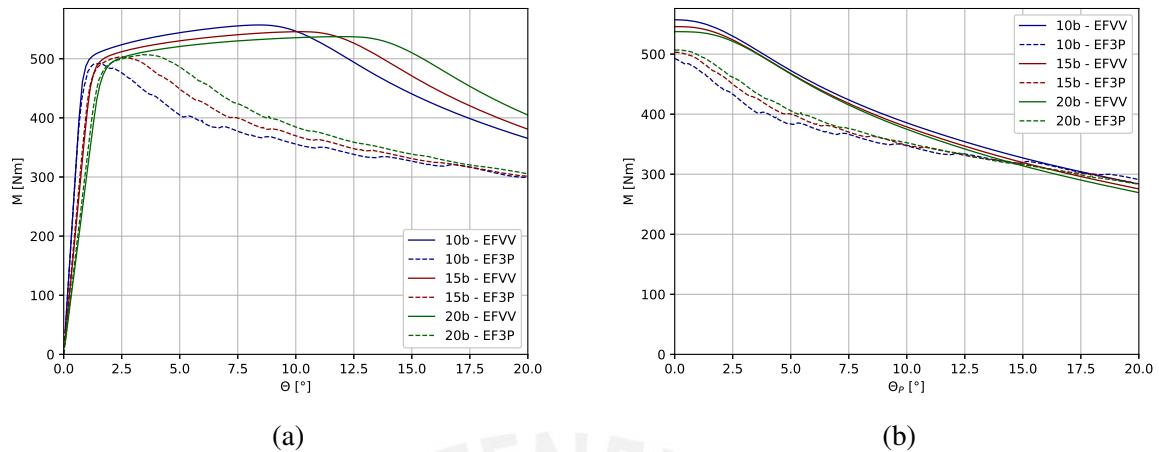 500
400
300
200
100
0
M [Nm]
10b - EFVV
10b - EF3P
15b - EFVV
15b - EF3P
20b - EFVV
20b - EF3P
0.0 2.5 5.0 7.5 10.0 12.5 15.0 17.5 20.0
Θ [°]
(a)
500
400
300
200
100
0
M [Nm]
10b - EFVV
10b - EF3P
15b - EFVV
15b - EF3P
20b - EFVV
20b - EF3P
0.0 2.5 5.0 7.5 10.0 12.5 15.0 17.5 20.0
Θ_P [°]
(b)